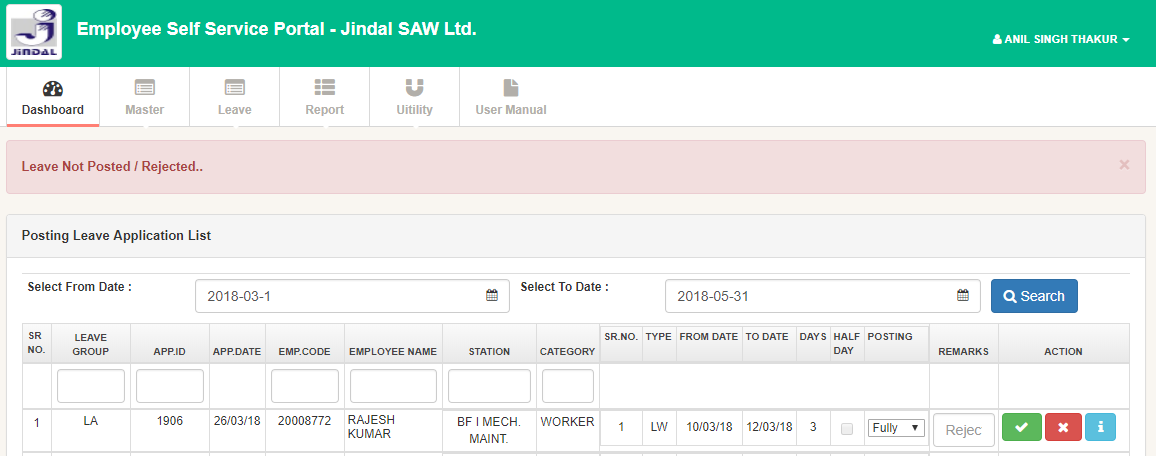 JINDAL
Employee Self Service Portal - Jindal SAW Ltd.
ANIL SINGH THAKUR
Dashboard
Master
Leave
Report
Uitility
User Manual
Leave Not Posted / Rejected..
×
Posting Leave Application List
Select From Date :
2018-03-1
Select To Date :
2018-05-31
Search
SR
NO.
LEAVE
GROUP
APP.ID
APP.DATE
EMP.CODE
EMPLOYEE NAME
STATION
CATEGORY
SR.NO.
TYPE
FROM DATE
TO DATE
DAYS
HALF
DAY
POSTING
REMARKS
ACTION
1
LA
1906
26/03/18
20008772
RAJESH
KUMAR
BF I MECH.
MAINT.
WORKER
1
LW
10/03/18
12/03/18
3
Fully
Rejec